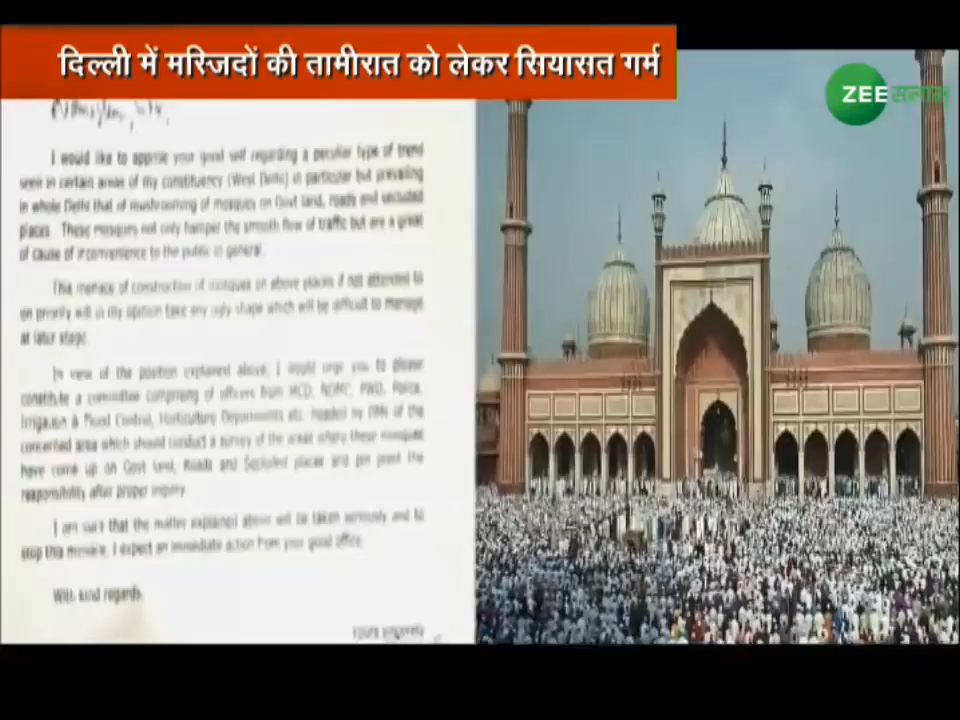 दिल्ली में मस्जिदों की तामीरात को लेकर सियासत गर्म
ZEE सलाम
I would like to apprise your good self regarding a peculiar type of trend
seen in certain areas of my constituency (West Delhi) in particular but prevailing
in whole Delhi that of mushrooming of mosques on Govt land, roads and secluded
places. These mosques not only hamper the smooth flow of traffic but are a great
of cause of inconvenience to the public in general.
This menace of construction of mosques on above places if not attended to
on priority will in my opinion take any ugly shape which will be difficult to manage
at later stage.
In view of the position explained above, I would urge you to please
constitute a committee comprising of officers from MCD, NDMC, PWD, Police,
Irrigation & Flood Control, Horticulture Departments etc. headed by DMs of the
concerned area which should conduct a survey of the areas where these mosques
have come up on Govt land, Roads and Secluded places and pin point the
responsibility after proper inquiry.
I am sure that the matter explained above will be taken seriously and to
stop this menace, I expect an immediate action from your good office.
With kind regards
Yours sincerely